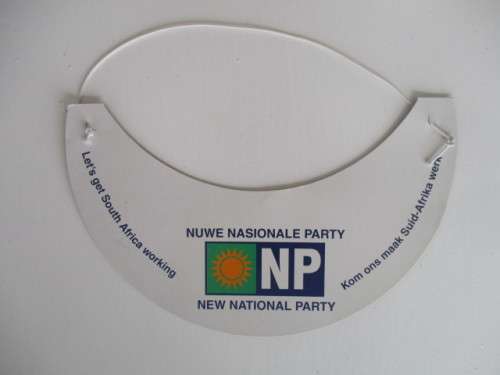 Let's get South Africa working
NUWE NASIONALE PARTY
NP
NEW NATIONAL PARTY
Kom ons maak Suid-Afrika werk